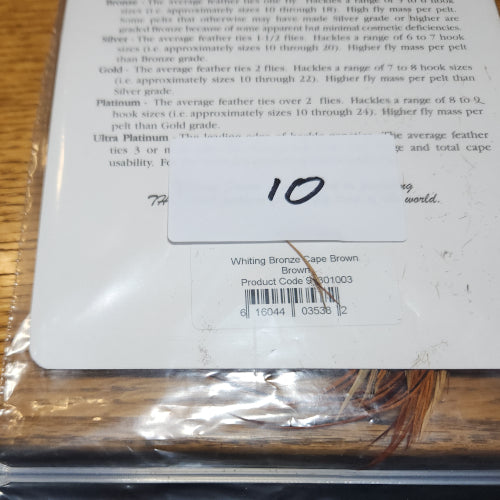 Bronze - The average feather ties one fly. Hackles a range of 5 to 6 hook
sizes (i.e. approximately sizes 10 through 18). High fly mass per pelt.
Some pelts that otherwise may have made Silver grade or higher are
graded Bronze because of some apparent but minimal cosmetic deficiencies.
Silver - The average feather ties 1-1/2 flies. Hackles a range of 6 to 7 hook
sizes (i.e. approximately sizes 10 through 20). Higher fly mass per pelt
than Bronze grade.
Gold - The average feather ties 2 flies. Hackles a range of 7 to 8 hook sizes
(i.e. approximately sizes 10 through 22). Higher fly mass per pelt than
Silver grade.
Platinum - The average feather ties over 2 flies. Hackles a range of 8 to 9
hook sizes (i.e. approximately sizes 10 through 24). Higher fly mass per
pelt than Gold grade.
Ultra Platinum - The leading edge of hackle genetics. The average feather
ties 3 or and total cape
usability.
world.
10
Whiting Bronze Cape Brown
Brown
Product Code
6 16044 03538 2